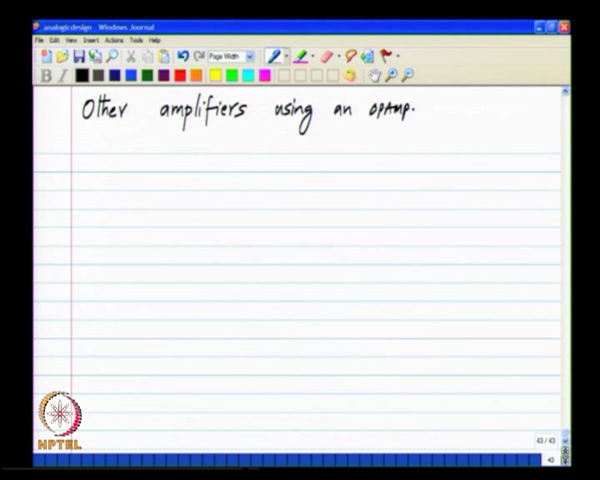 analogicdesign - Windows Journal
File Edit View Insert Actions Tools Help
Page Width
B I
Other amplifiers using an OPAMP.
NPTEL
43 / 43
43